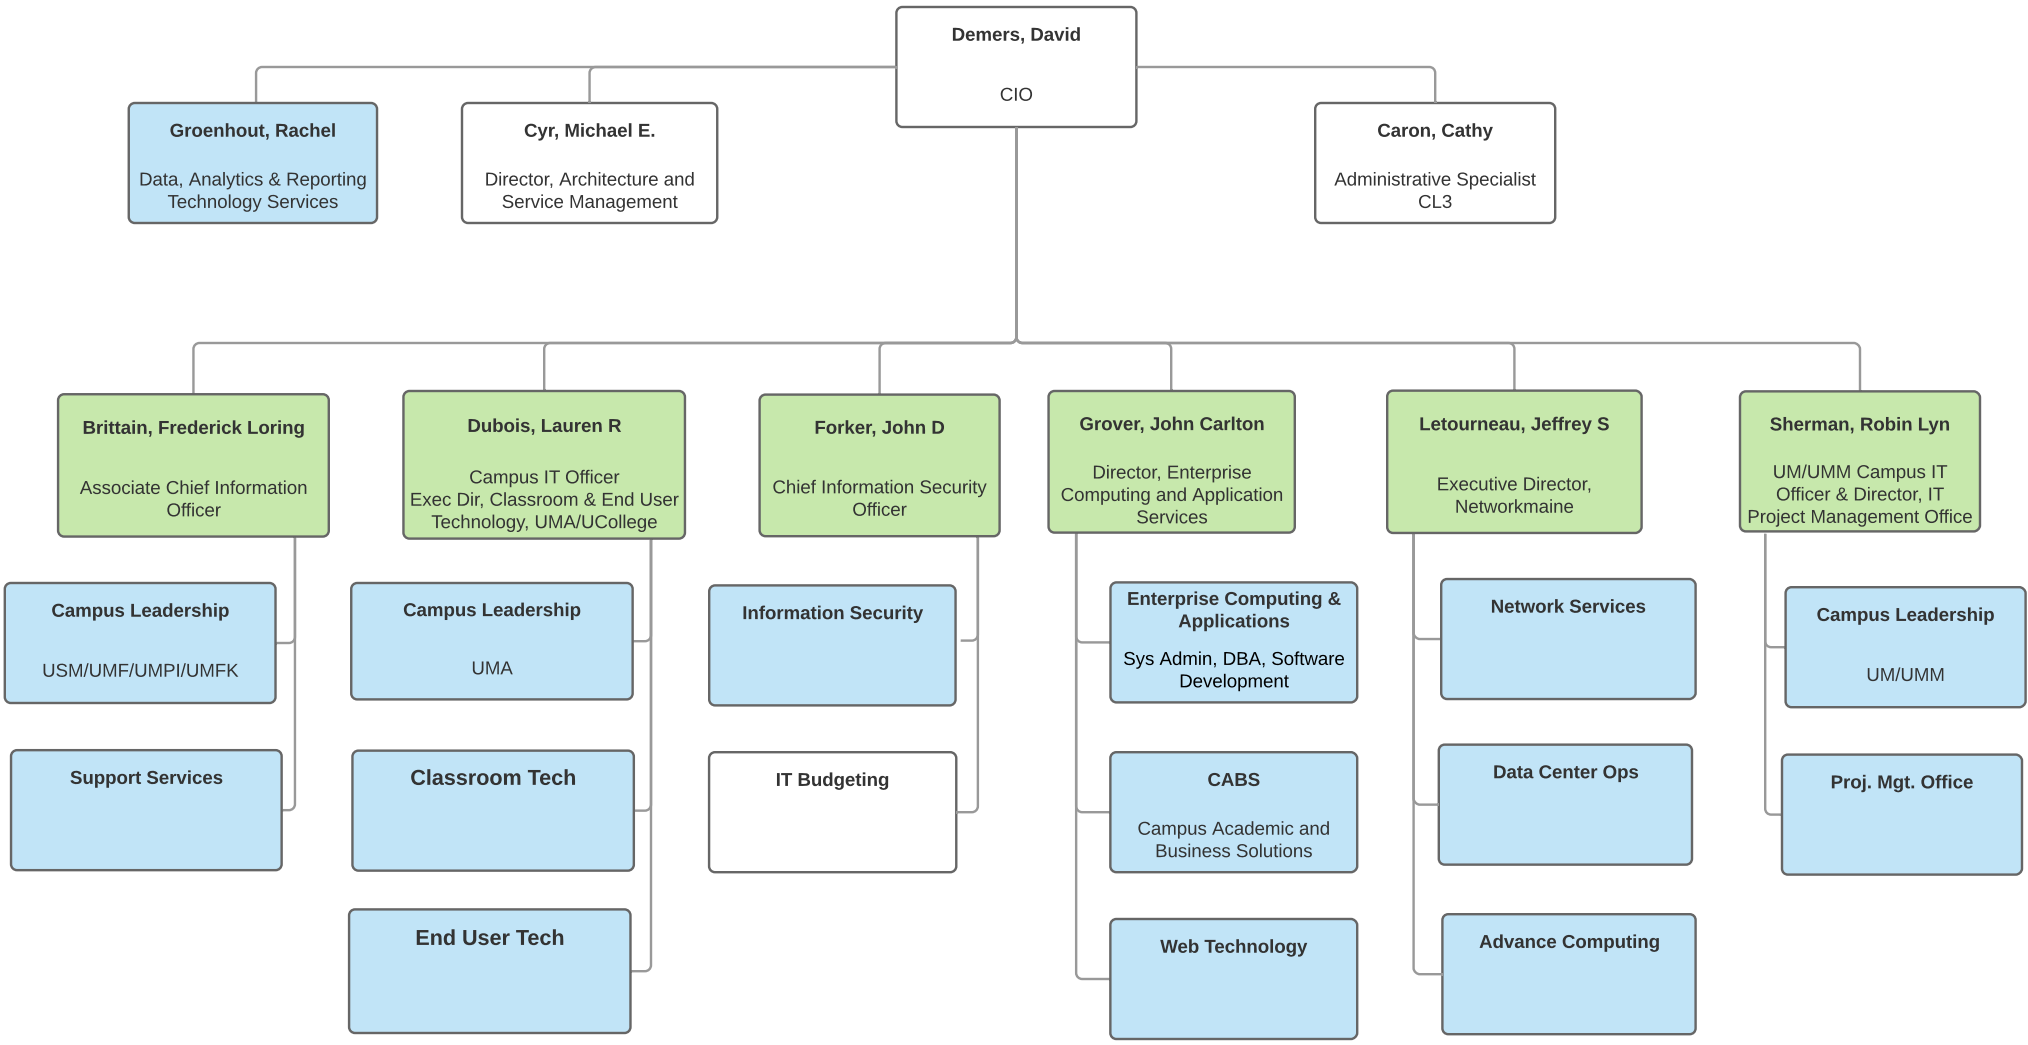 Demers, David
CIO
Groenhout, Rachel
Data, Analytics & Reporting
Technology Services
Cyr, Michael E.
Director, Architecture and
Service Management
Caron, Cathy
Administrative Specialist
CL3
Brittain, Frederick Loring
Associate Chief Information
Officer
Dubois, Lauren R
Campus IT Officer
Exec Dir, Classroom & End User
Technology, UMA/UCollege
Forker, John D
Chief Information Security
Officer
Grover, John Carlton
Director, Enterprise
Computing and Application
Services
Letourneau, Jeffrey S
Executive Director,
Networkmaine
Sherman, Robin Lyn
UM/UMM Campus IT
Officer & Director, IT
Project Management Office
Campus Leadership
USM/UMF/UMPI/UMFK
Campus Leadership
UMA
Information Security
Enterprise Computing &
Applications
Sys Admin, DBA, Software
Development
Network Services
Campus Leadership
UM/UMM
Support Services
Classroom Tech
IT Budgeting
CABS
Campus Academic and
Business Solutions
Data Center Ops
Proj. Mgt. Office
End User Tech
Web Technology
Advance Computing